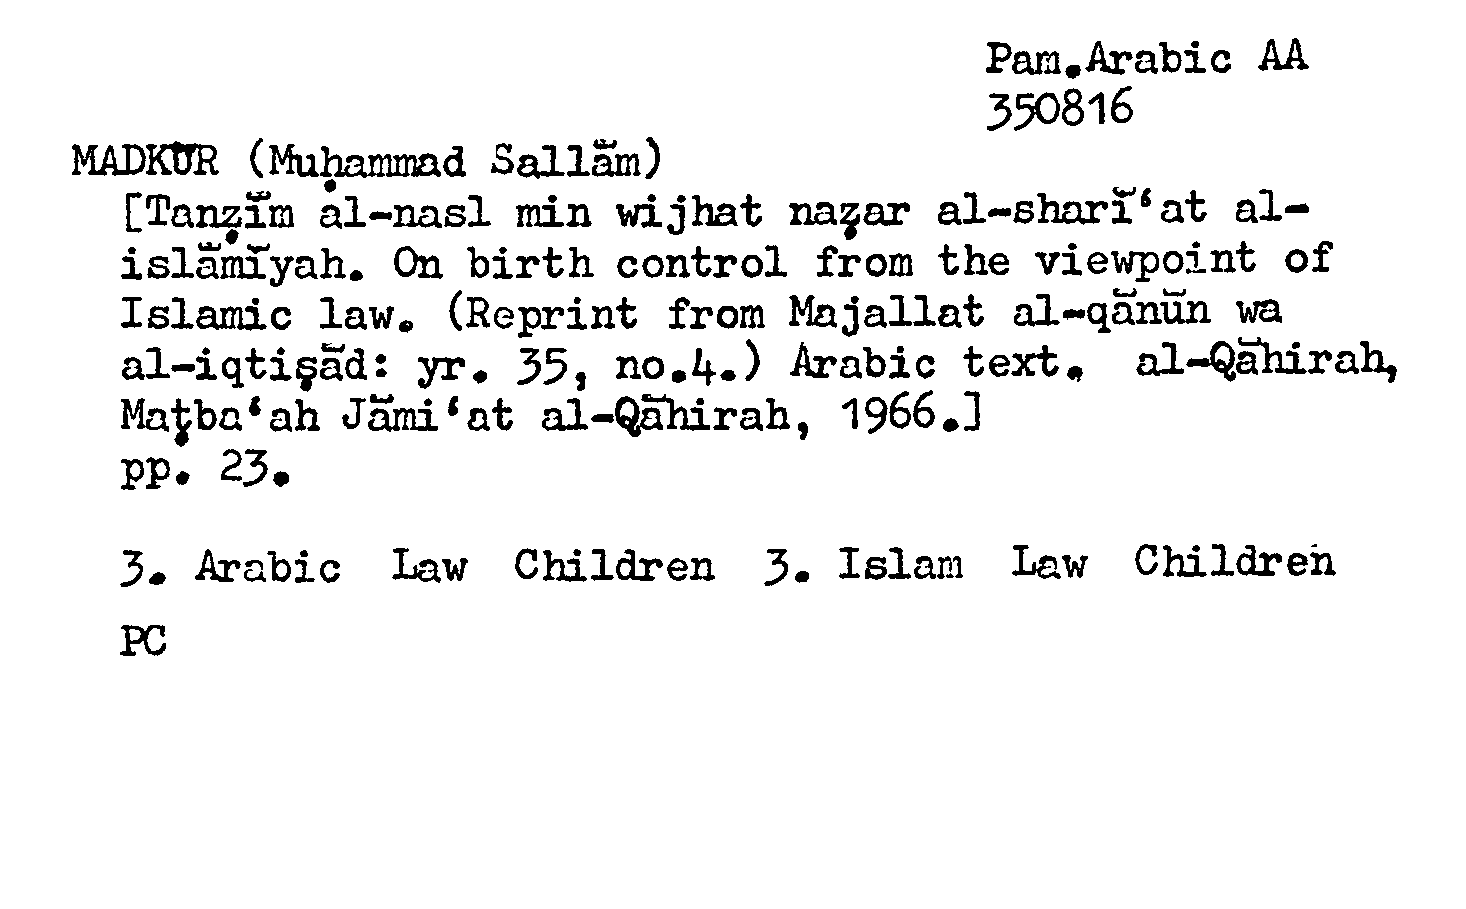 Pam.Arabic AA
350816
MADKŪR (Muḥammad Sallām)
[Tanẓīm al-nasl min wijhat naẓar al-sharī‘at al-
islāmīyah. On birth control from the viewpoint of
Islamic law. (Reprint from Majallat al-qānūn wa
al-iqtiṣād: yr. 35, no.4.) Arabic text. al-Qāhirah,
Maṭba‘ah Jāmi‘at al-Qāhirah, 1966.]
pp. 23.
3. Arabic Law Children 3. Islam Law Children
PC